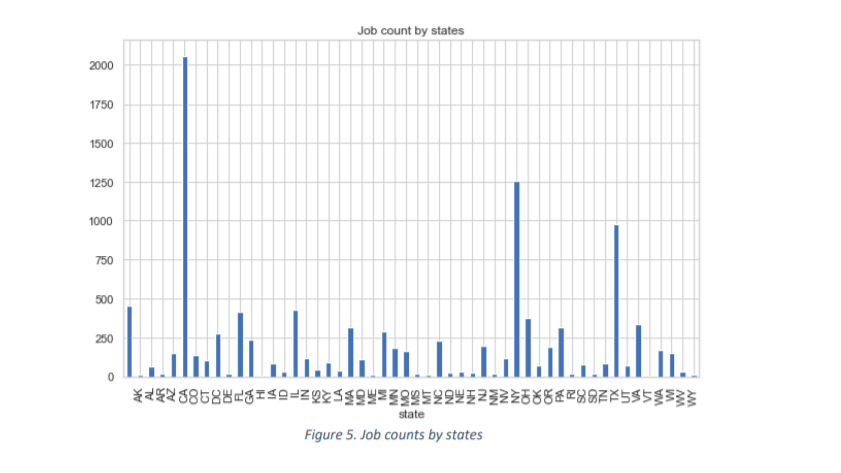 Job count by states
2000
1750
1500
1250
1000
750
500
250
0
AK AL AR AZ CA CO CT DC DE FL GA HI IA ID IL IN KS KY LA MA MD ME MI MN MO MS MT NC ND NE NH NJ NM NV NY OH OK OR PA RI SC SD TN TX UT VA VT WA WI WV WY
state
Figure 5. Job counts by states